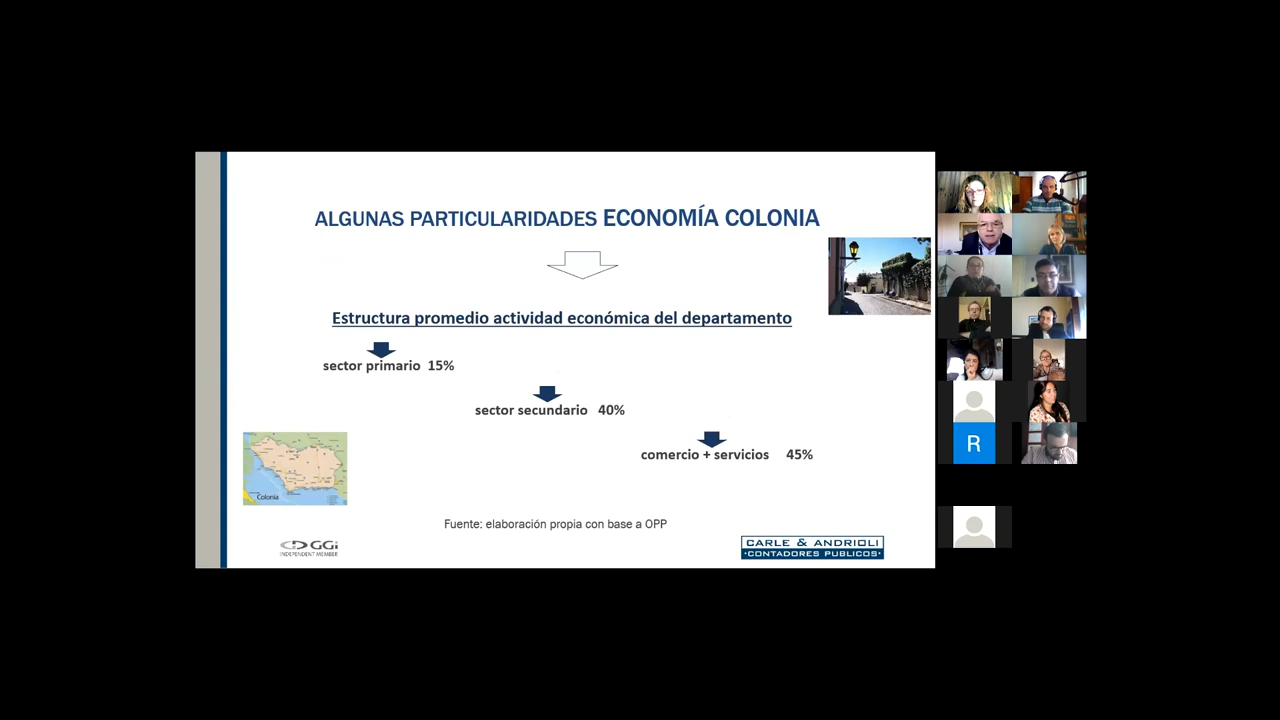 ALGUNAS PARTICULARIDADES ECONOMÍA COLONIA
Estructura promedio actividad económica del departamento
sector primario 15%
sector secundario 40%
comercio + servicios 45%
Colonia
Fuente: elaboración propia con base a OPP
GGi
INDEPENDENT MEMBER
CARLE & ANDRIOLI
·CONTADORES PUBLICOS·
R